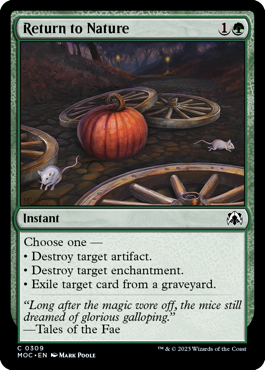 Return to Nature 1
Instant
Choose one —
• Destroy target artifact.
• Destroy target enchantment.
• Exile target card from a graveyard.
“Long after the magic wore off, the mice still
dreamed of glorious galloping.”
—Tales of the Fae
C 0309
MOC • EN Mark Poole
™ & © 2023 Wizards of the Coast